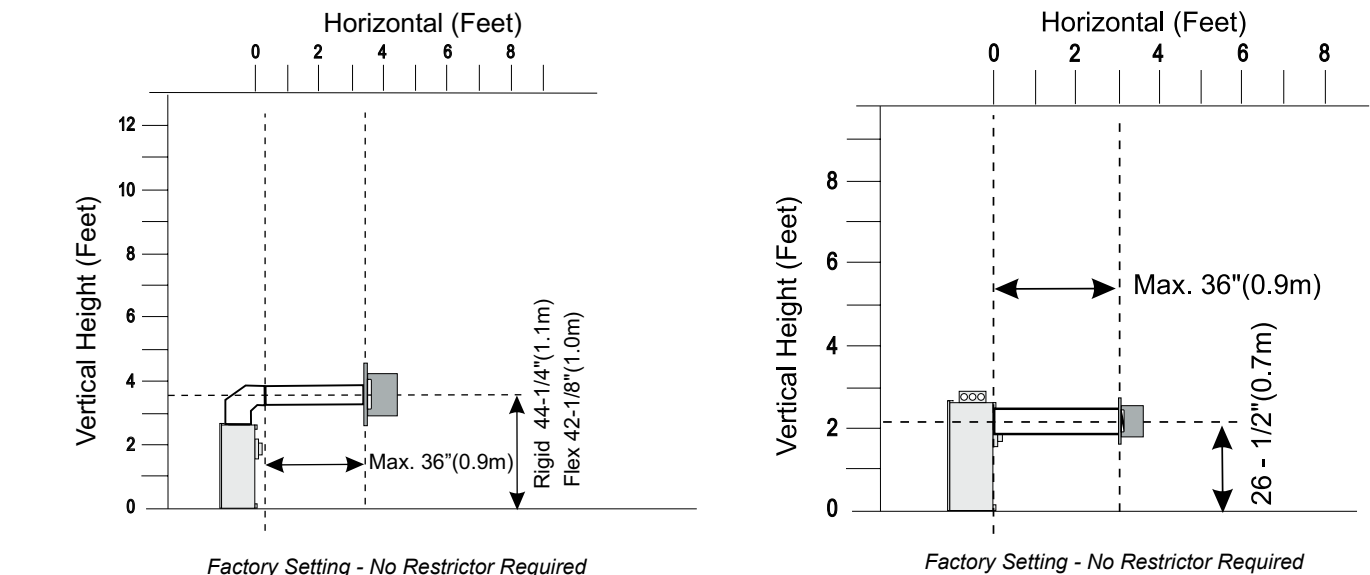 Horizontal (Feet)
0 2 4 6 8
12
10
8
6
4
2
0
Vertical Height (Feet)
Max. 36”(0.9m)
Rigid 44-1/4"(1.1m)
Flex 42-1/8"(1.0m)
Factory Setting - No Restrictor Required
Horizontal (Feet)
0 2 4 6 8
8
6
4
2
0
Vertical Height (Feet)
Max. 36"(0.9m)
26 - 1/2"(0.7m)
Factory Setting - No Restrictor Required